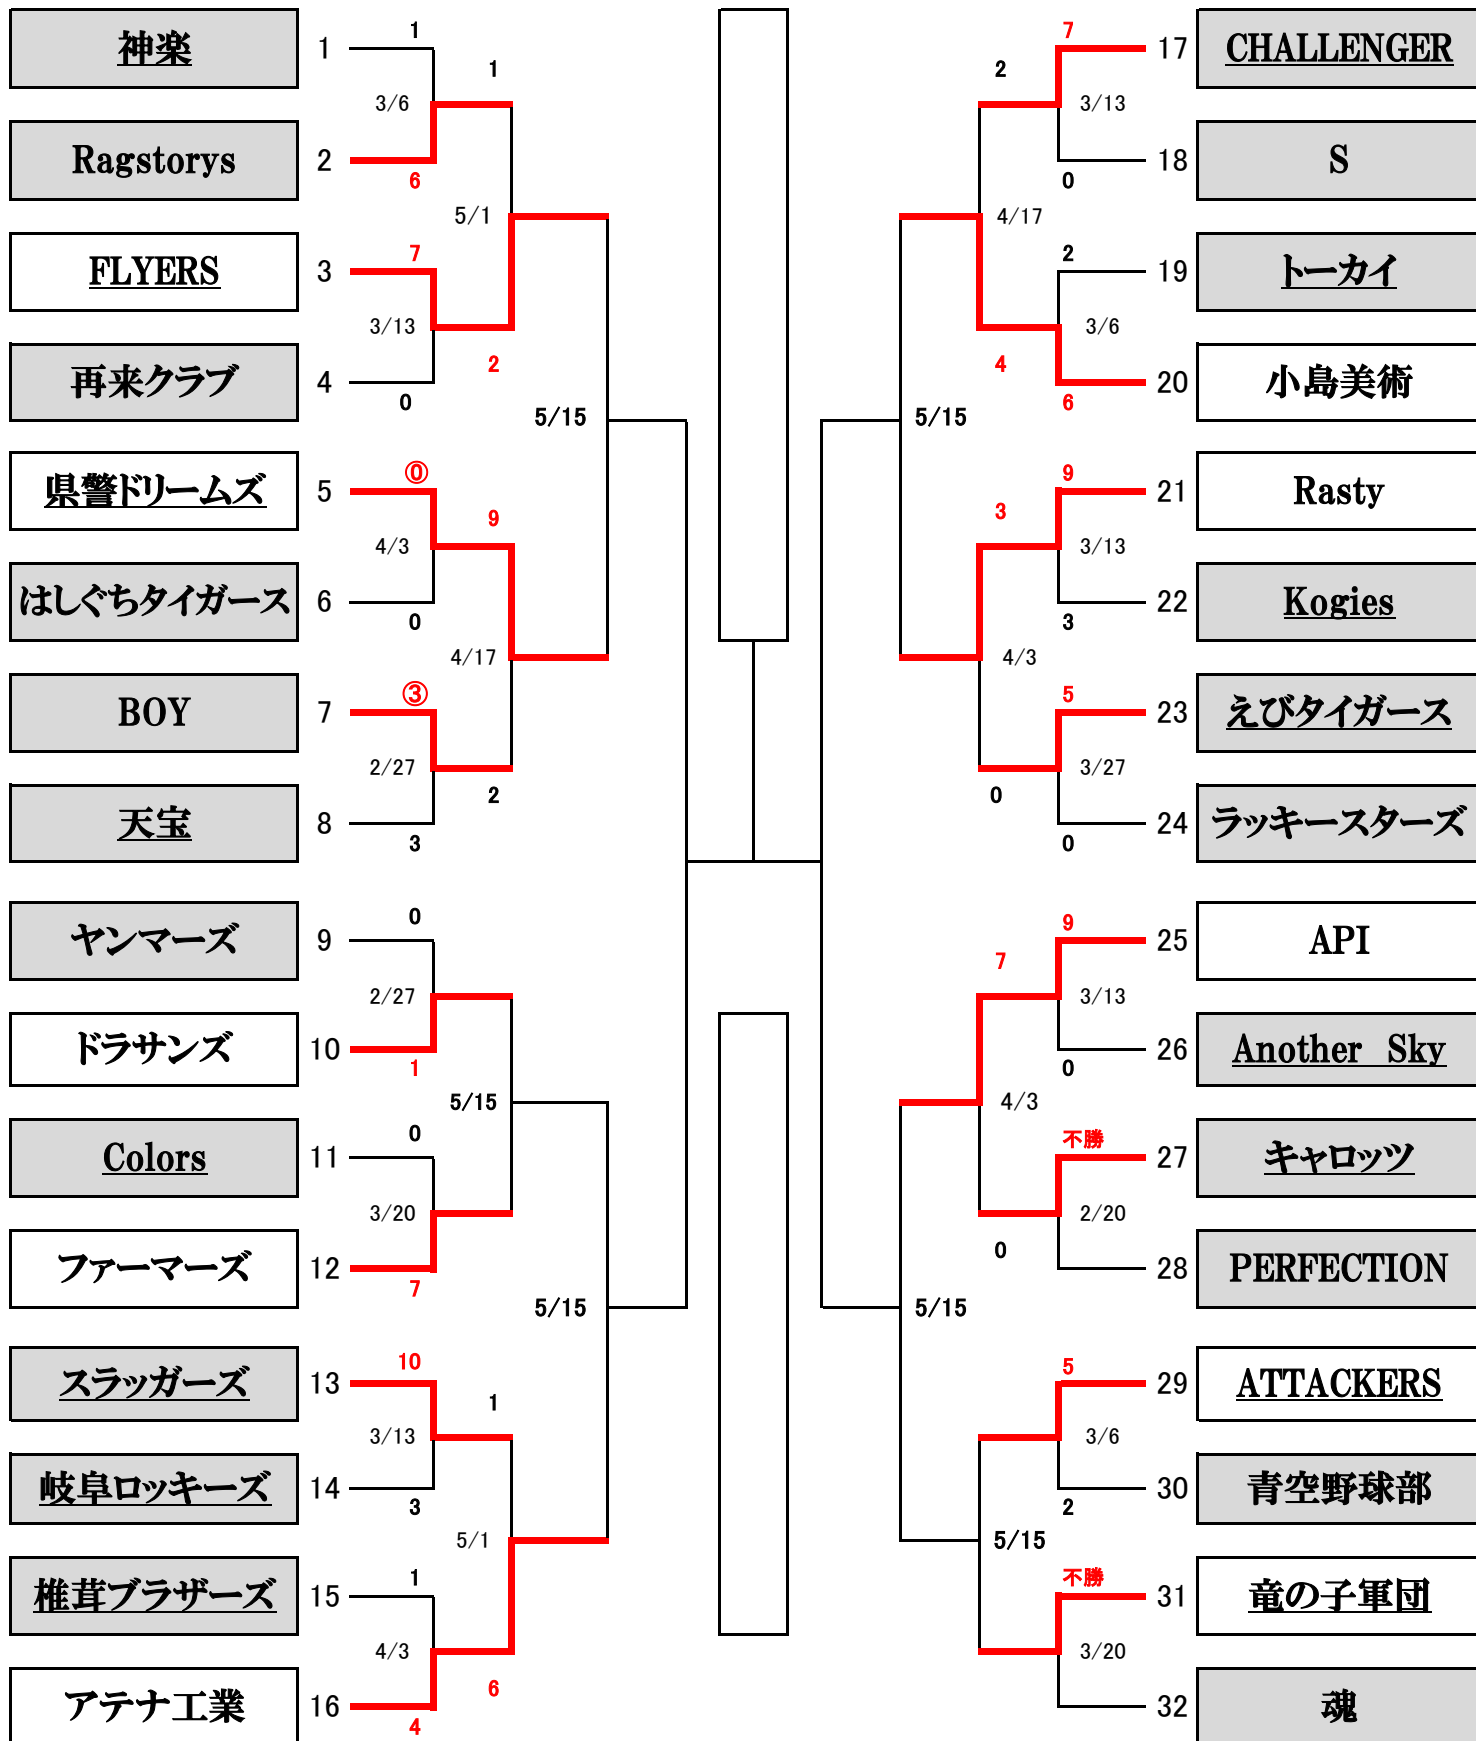 神楽 1 1
3/6 1
Ragstorys 2 6
5/1
FLYERS 3 7
3/13 2
再来クラブ 4 0
5/15
県警ドリームズ 5 ⓪
4/3 9
はしぐちタイガース 6 0
4/17
BOY 7 ③
2/27 2
天宝 8 3
ヤンマーズ 9 0
2/27
ドラサンズ 10 1
5/15
Colors 11 0
3/20
ファーマーズ 12 7
5/15
スラッガーズ 13 10
3/13 1
岐阜ロッキーズ 14 3
5/1
椎茸ブラザーズ 15 1
4/3 6
アテナ工業 16 4
7 17 CHALLENGER
2 3/13
0 18 S
4/17
2 19 トーカイ
4 3/6
6 20 小島美術
5/15
9 21 Rasty
3 3/13
3 22 Kogies
4/3
5 23 えびタイガース
0 3/27
0 24 ラッキースターズ
9 25 API
7 3/13
0 26 Another Sky
4/3
不勝 27 キャロッツ
0 2/20
28 PERFECTION
5/15
5 29 ATTACKERS
3/6
2 30 青空野球部
5/15
不勝 31 竜の子軍団
3/20
32 魂